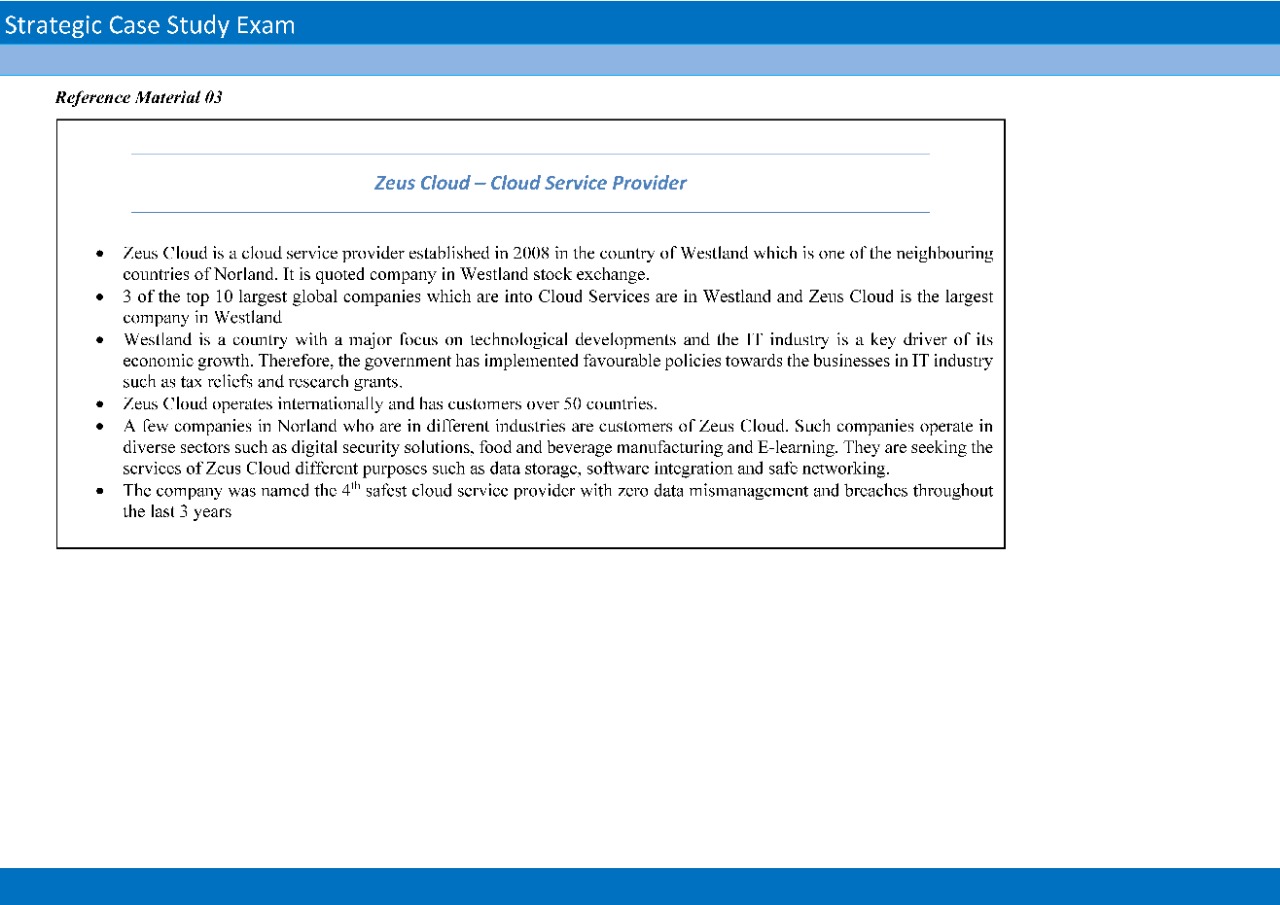 Strategic Case Study Exam
Reference Material 03
Zeus Cloud – Cloud Service Provider
• Zeus Cloud is a cloud service provider established in 2008 in the country of Westland which is one of the neighbouring
countries of Norland. It is quoted company in Westland stock exchange.
• 3 of the top 10 largest global companies which are into Cloud Services are in Westland and Zeus Cloud is the largest
company in Westland
• Westland is a country with a major focus on technological developments and the IT industry is a key driver of its
economic growth. Therefore, the government has implemented favourable policies towards the businesses in IT industry
such as tax reliefs and research grants.
• Zeus Cloud operates internationally and has customers over 50 countries.
• A few companies in Norland who are in different industries are customers of Zeus Cloud. Such companies operate in
diverse sectors such as digital security solutions, food and beverage manufacturing and E-learning. They are seeking the
services of Zeus Cloud different purposes such as data storage, software integration and safe networking.
• The company was named the 4th safest cloud service provider with zero data mismanagement and breaches throughout
the last 3 years